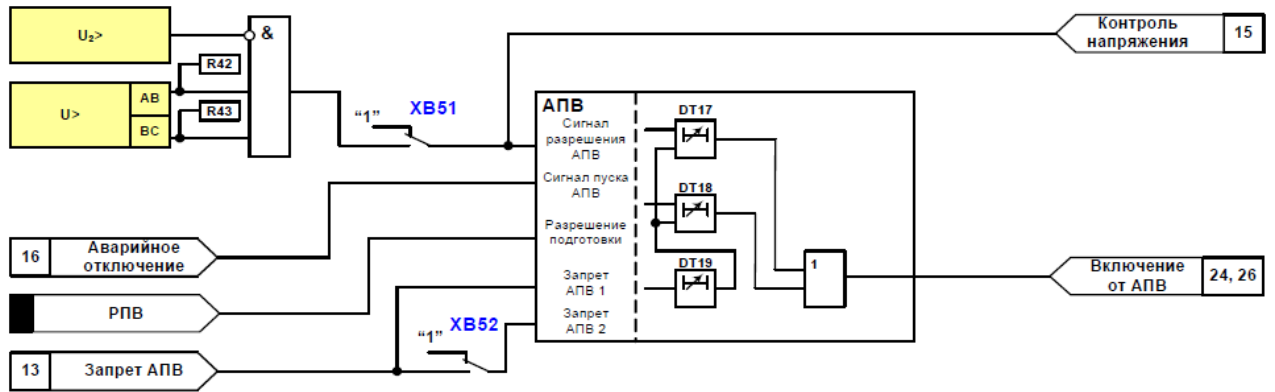 U₂>
&
R42
U>
AB
R43
BC
"1"
XB51
АПВ
Сигнал
разрешения
АПВ
Сигнал пуска
АПВ
Разрешение
подготовки
Запрет
АПВ 1
Запрет
АПВ 2
DT17
DT18
DT19
1
Контроль
напряжения
15
16
Аварийное
отключение
РПВ
"1"
XB52
13
Запрет АПВ
Включение
от АПВ
24, 26